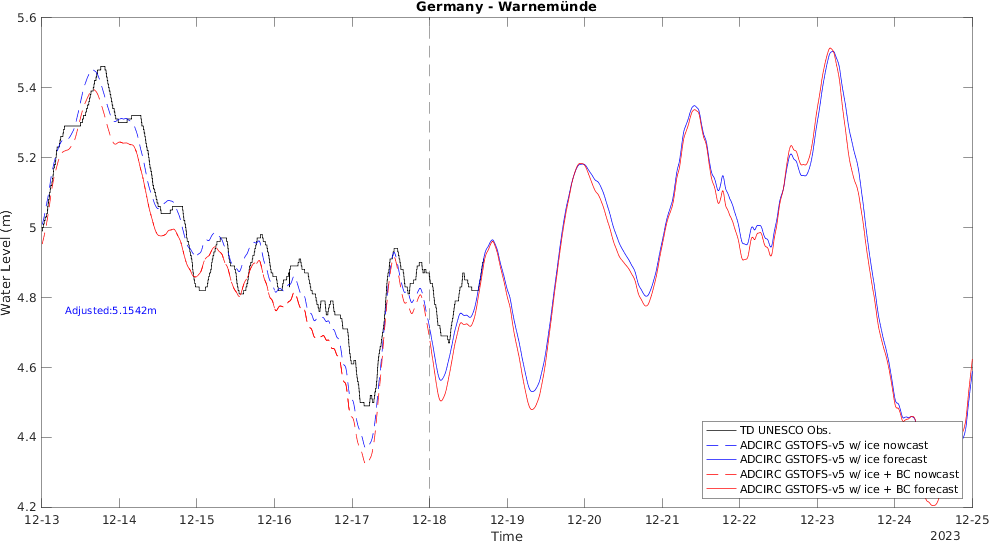 Germany - Warnemünde
5.6
5.4
5.2
5
4.8
4.6
4.4
4.2
Water Level (m)
Adjusted:5.1542m
TD UNESCO Obs.
ADCIRC GSTOFS-v5 w/ ice nowcast
ADCIRC GSTOFS-v5 w/ ice forecast
ADCIRC GSTOFS-v5 w/ ice + BC nowcast
ADCIRC GSTOFS-v5 w/ ice + BC forecast
12-13 12-14 12-15 12-16 12-17 12-18 12-19 12-20 12-21 12-22 12-23 12-24 12-25
Time
2023